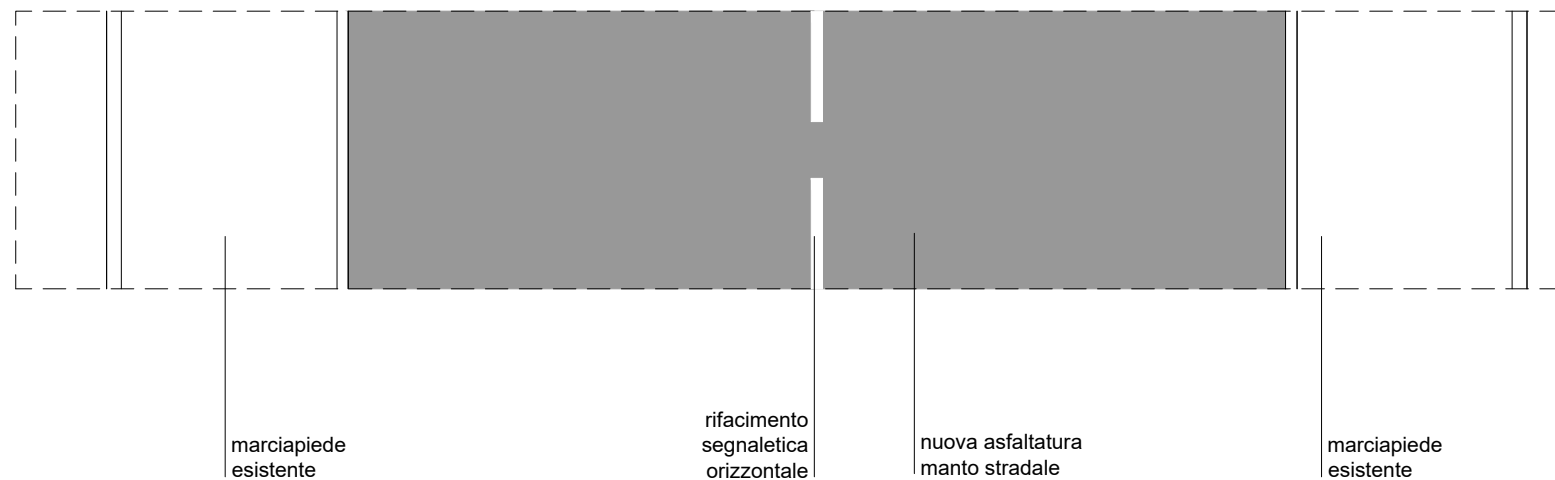 marciapiede
esistente
rifacimento
segnaletica
orizzontale
nuova asfaltatura
manto stradale
marciapiede
esistente